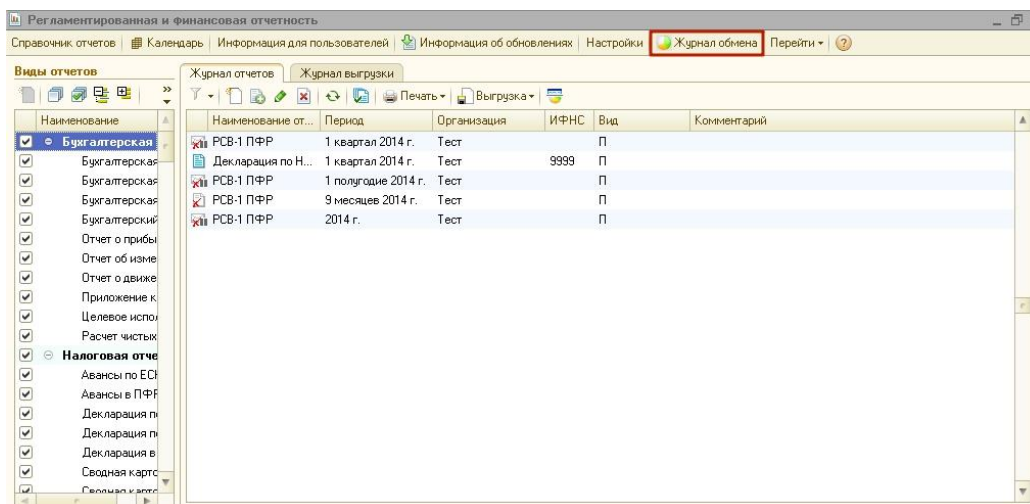 Регламентированная и финансовая отчетность
Справочник отчетов Календарь Информация для пользователей Информация об обновлениях Настройки Журнал обмена Перейти
Виды отчетов
Журнал отчетов Журнал выгрузки
Печать Выгрузка
Наименование
Наименование от... Период Организация ИФНС Вид Комментарий
Бухгалтерская
РСВ-1 ПФР 1 квартал 2014 г. Тест П
Бухгалтерская
Декларация по Н... 1 квартал 2014 г. Тест 9999 П
Бухгалтерская
РСВ-1 ПФР 1 полугодие 2014 г. Тест П
Бухгалтерская
РСВ-1 ПФР 9 месяцев 2014 г. Тест П
Бухгалтерский
РСВ-1 ПФР 2014 г. Тест П
Отчет о прибы
Отчет об изме
Отчет о движе
Приложение к
Целевое испол
Расчет чистых
Налоговая отче
Авансы по ЕСН
Авансы в ПФР
Декларация по
Декларация по
Декларация в
Сводная карто
Сводная карто